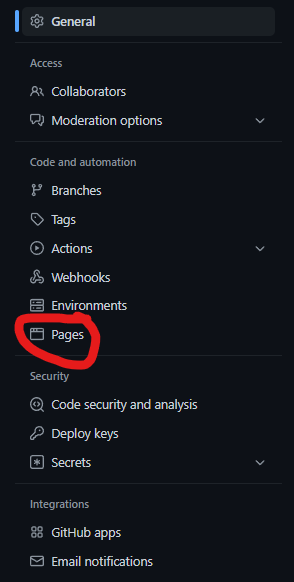 General
Access
Collaborators
Moderation options
Code and automation
Branches
Tags
Actions
Webhooks
Environments
Pages
Security
Code security and analysis
Deploy keys
Secrets
Integrations
GitHub apps
Email notifications